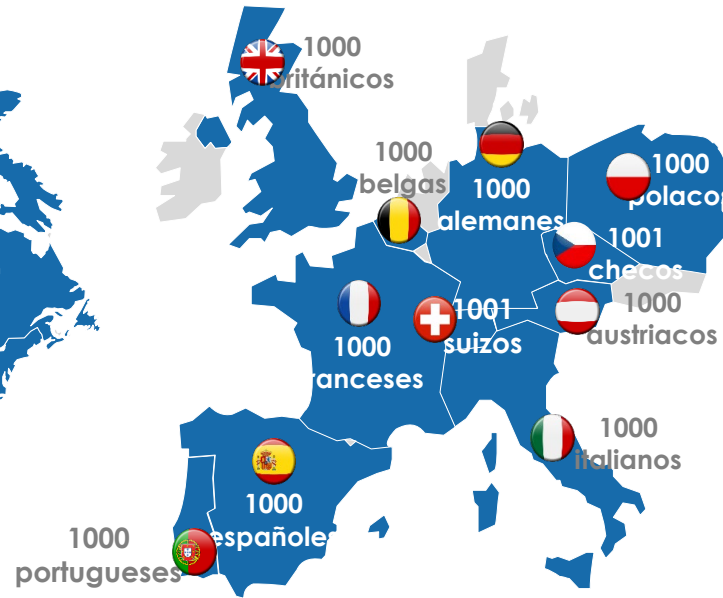 1000
británicos
1000
belgas
1000
alemanes
1000
polacos
1001
checos
1000
austriacos
1001
suizos
1000
franceses
1000
italianos
1000
españoles
1000
portugueses